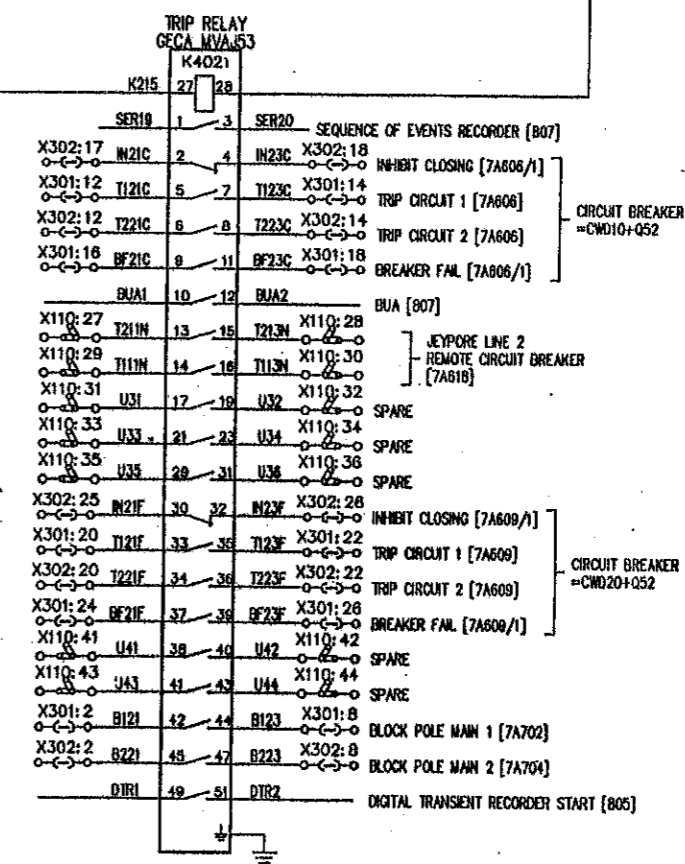 TRIP RELAY
GECA MVAJ53
K4021
K215 27 28
SER19 1 3 SER20 SEQUENCE OF EVENTS RECORDER [807]
X302:17 IN21C 2 4 IN23C X302:18 INHIBIT CLOSING [7A606/1]
X301:12 T121C 5 7 T123C X301:14 TRIP CIRCUIT 1 [7A606]
X302:12 T221C 6 8 T223C X302:14 TRIP CIRCUIT 2 [7A606]
X301:16 BF21C 9 11 BF23C X301:18 BREAKER FAIL [7A606/1]
CIRCUIT BREAKER
=CWD10+Q52
BUA1 10 12 BUA2 BUA [807]
X110:27 T211N 13 15 T213N X110:28
X110:29 T111N 14 16 T113N X110:30
JEYPORE LINE 2
REMOTE CIRCUIT BREAKER
[7A616]
X110:31 U31 17 19 U32 X110:32 SPARE
X110:33 U33 21 23 U34 X110:34 SPARE
X110:35 U35 29 31 U36 X110:36 SPARE
X302:25 IN21F 30 32 IN23F X302:26 INHIBIT CLOSING [7A609/1]
X301:20 T121F 33 35 T123F X301:22 TRIP CIRCUIT 1 [7A609]
X302:20 T221F 34 36 T223F X302:22 TRIP CIRCUIT 2 [7A609]
X301:24 BF21F 37 39 BF23F X301:26 BREAKER FAIL [7A609/1]
CIRCUIT BREAKER
=CWD20+Q52
X110:41 U41 38 40 U42 X110:42 SPARE
X110:43 U43 41 43 U44 X110:44 SPARE
X301:2 B121 42 44 B123 X301:8 BLOCK POLE MAIN 1 [7A702]
X302:2 B221 45 47 B223 X302:8 BLOCK POLE MAIN 2 [7A704]
DTR1 49 51 DTR2 DIGITAL TRANSIENT RECORDER START [805]